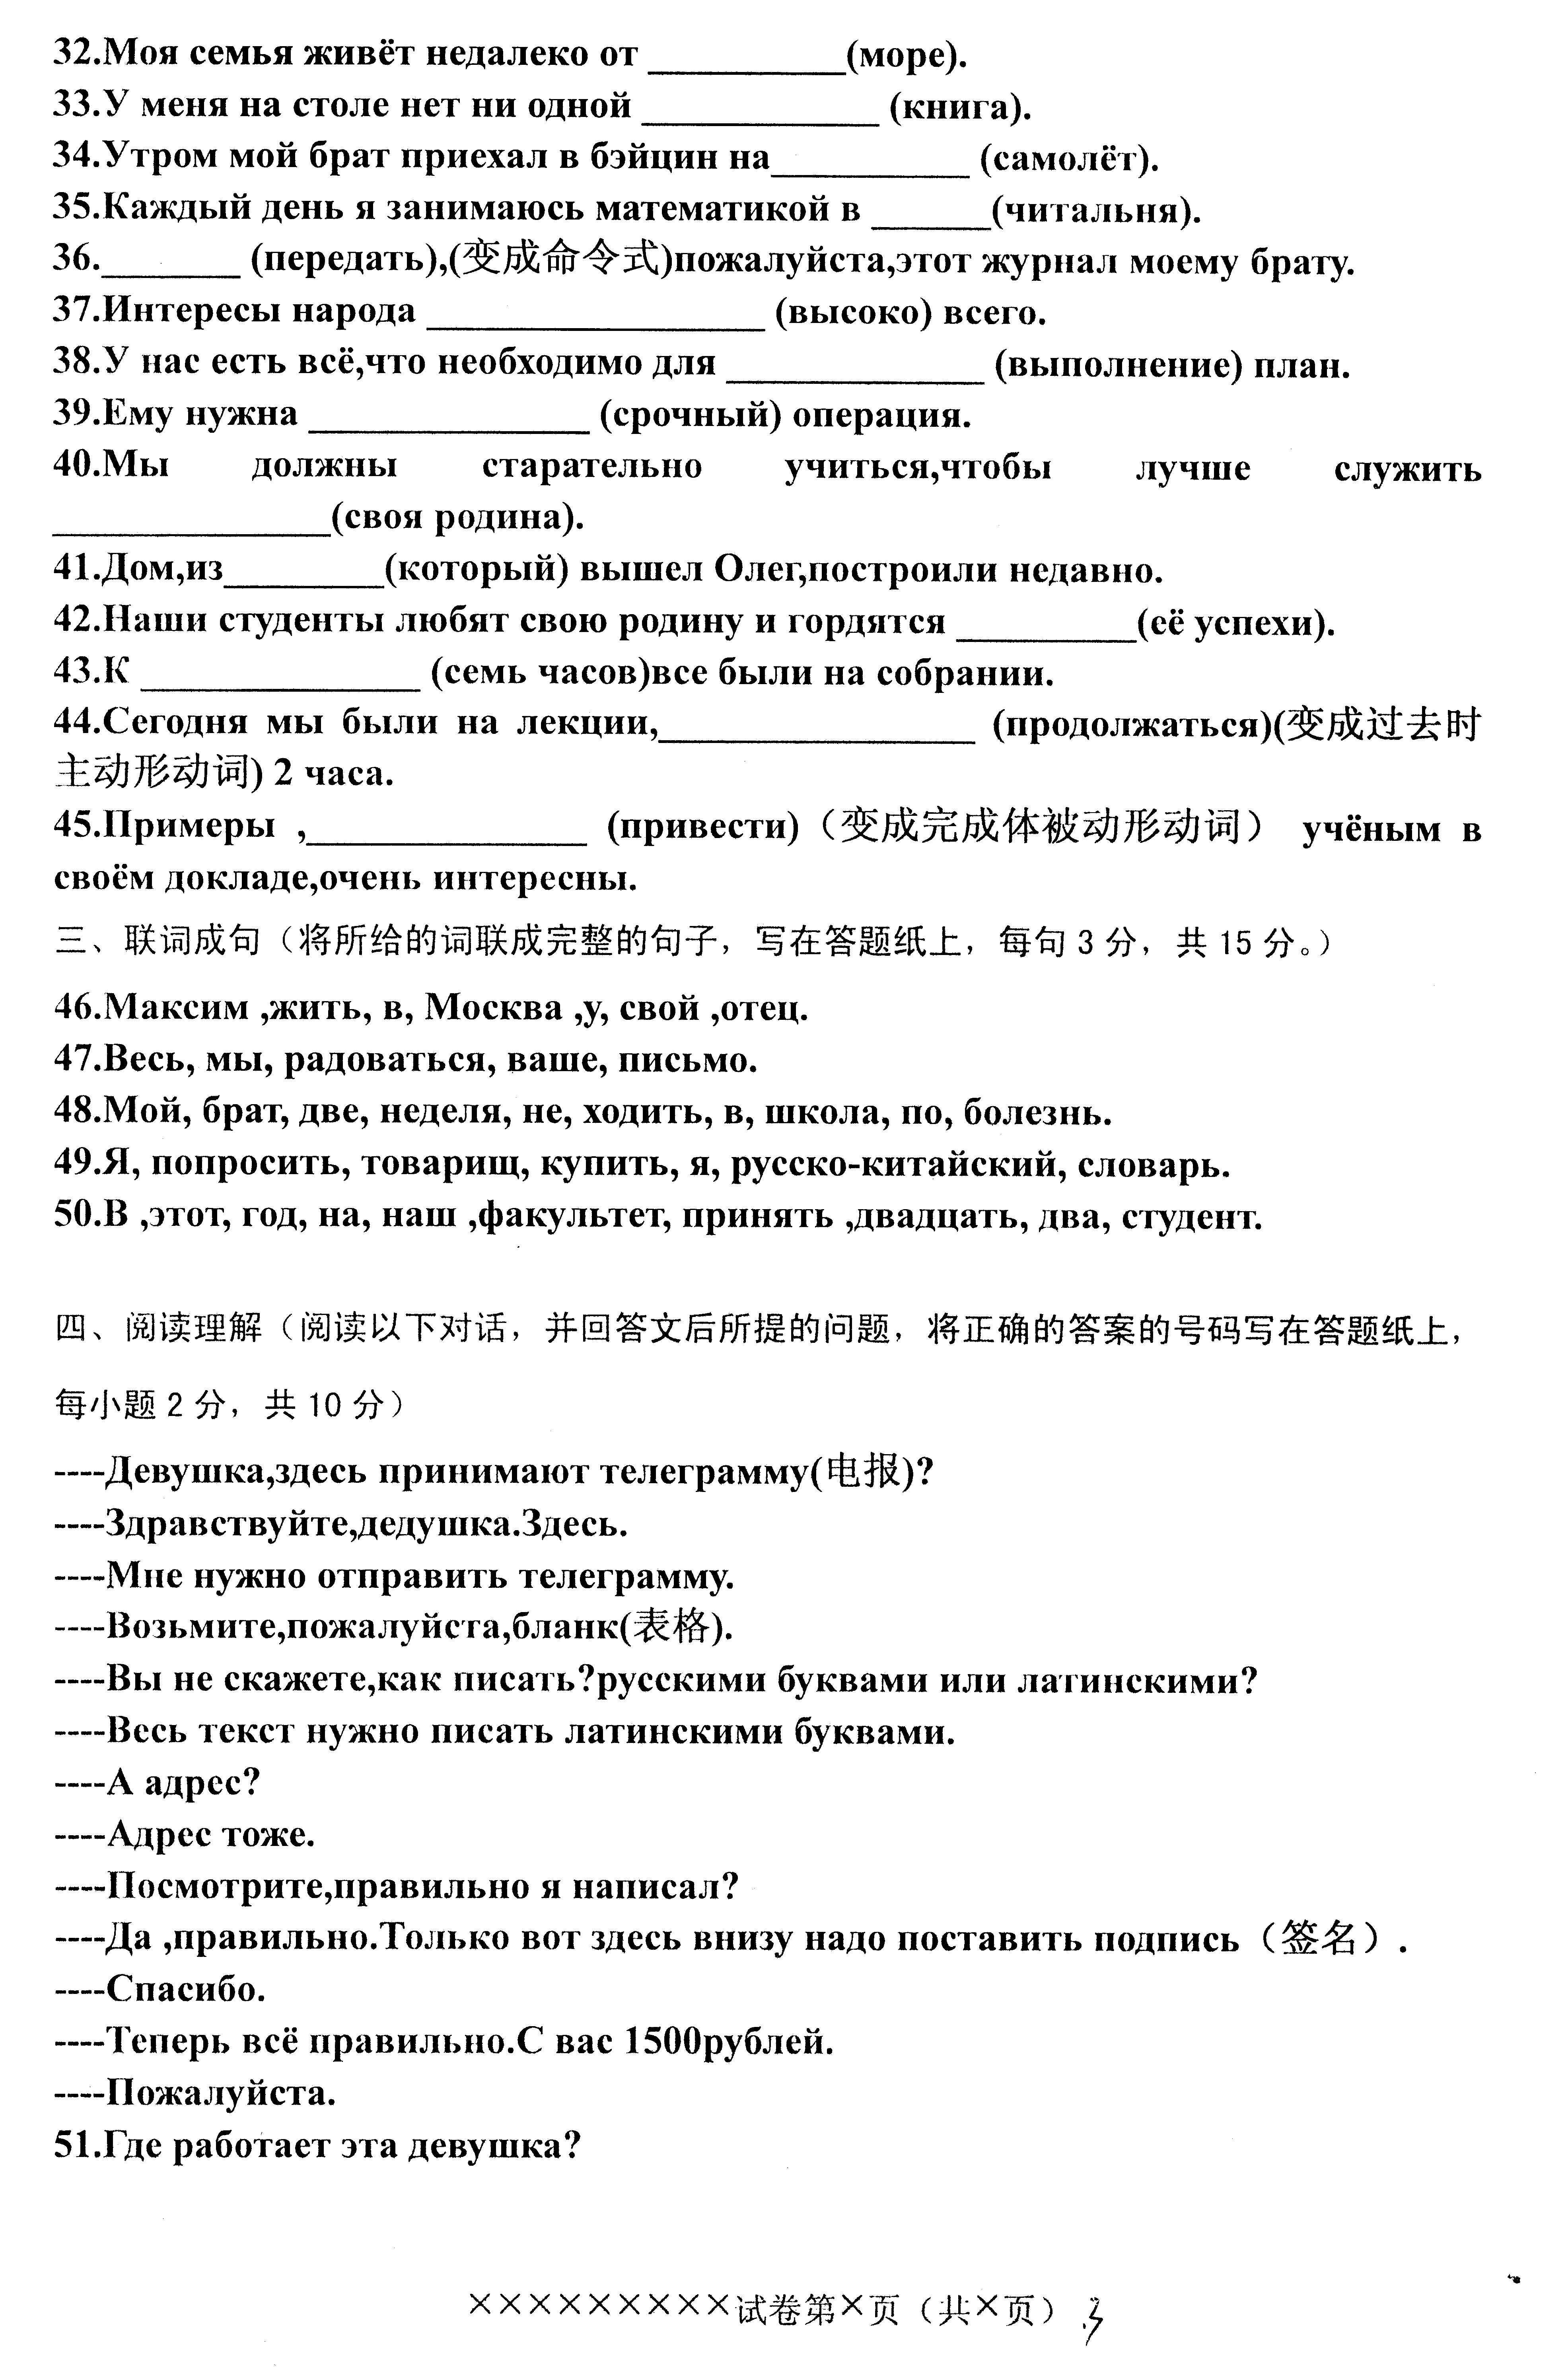 32.Моя семья живёт недалеко от __________(море).
33.У меня на столе нет ни одной ____________ (книга).
34.Утром мой брат приехал в бэйцин на__________ (самолёт).
35.Каждый день я занимаюсь математикой в ______(читальня).
36._______ (передать),(变成命令式)пожалуйста,этот журнал моему брату.
37.Интересы народа _________________ (высоко) всего.
38.У нас есть всё,что необходимо для _____________ (выполнение) план.
39.Ему нужна ______________ (срочный) операция.
40.Мы должны старательно учиться,чтобы лучше служить
______________(своя родина).
41.Дом,из________(который) вышел Олег,построили недавно.
42.Наши студенты любят свою родину и гордятся _________(её успехи).
43.К ______________ (семь часов)все были на собрании.
44.Сегодня мы были на лекции,________________ (продолжаться)(变成过去时
主动形动词) 2 часа.
45.Примеры ,______________ (привести)（变成完成体被动形动词） учёным в
своём докладе,очень интересны.
三、联词成句（将所给的词联成完整的句子，写在答题纸上，每句 3 分，共 15 分。）
46.Максим ,жить, в, Москва ,у, свой ,отец.
47.Весь, мы, радоваться, ваше, письмо.
48.Мой, брат, две, неделя, не, ходить, в, школа, по, болезнь.
49.Я, попросить, товарищ, купить, я, русско-китайский, словарь.
50.В ,этот, год, на, наш ,факультет, принять ,двадцать, два, студент.
四、阅读理解（阅读以下对话，并回答文后所提的问题，将正确的答案的号码写在答题纸上，
每小题 2 分，共 10 分）
----Девушка,здесь принимают телеграмму(电报)?
----Здравствуйте,дедушка.Здесь.
----Мне нужно отправить телеграмму.
----Возьмите,пожалуйста,бланк(表格).
----Вы не скажете,как писать?русскими буквами или латинскими?
----Весь текст нужно писать латинскими буквами.
----А адрес?
----Адрес тоже.
----Посмотрите,правильно я написал?
----Да ,правильно.Только вот здесь внизу надо поставить подпись（签名）.
----Спасибо.
----Теперь всё правильно.С вас 1500рублей.
----Пожалуйста.
51.Где работает эта девушка?
×××××××××试卷第×页（共×页） 3